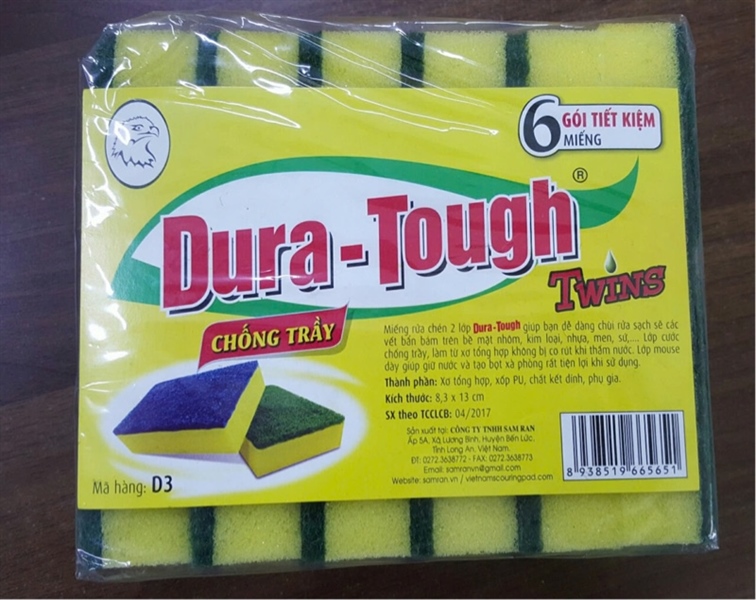 6 GÓI TIẾT KIỆM
MIẾNG
Dura-Tough ®
TWINS
CHỐNG TRẦY
Miếng rửa chén 2 lớp Dura-Tough giúp bạn dễ dàng chùi rửa sạch sẽ các
vết bẩn bám trên bề mặt nhôm, kim loại, nhựa, men, sứ,... Lớp cước
chống trầy, làm từ xơ tổng hợp không bị co rút khi thấm nước. Lớp mouse
dày giúp giữ nước và tạo bọt xà phòng rất tiện lợi khi sử dụng.
Thành phần: Xơ tổng hợp, xốp PU, chất kết dính, phụ gia.
Kích thước: 8,3 x 13 cm
SX theo TCCLCB: 04/2017
Sản xuất tại: CÔNG TY TNHH SAM RAN
Ấp 5A, Xã Lương Bình, Huyện Bến Lức,
Tỉnh Long An, Việt Nam.
ĐT: 0272.3638772 - FAX: 0272.3638773
Email: samranvn@gmail.com
Website: samran.vn / vietnamscouringpad.com
8 938519 665651
Mã hàng: D3